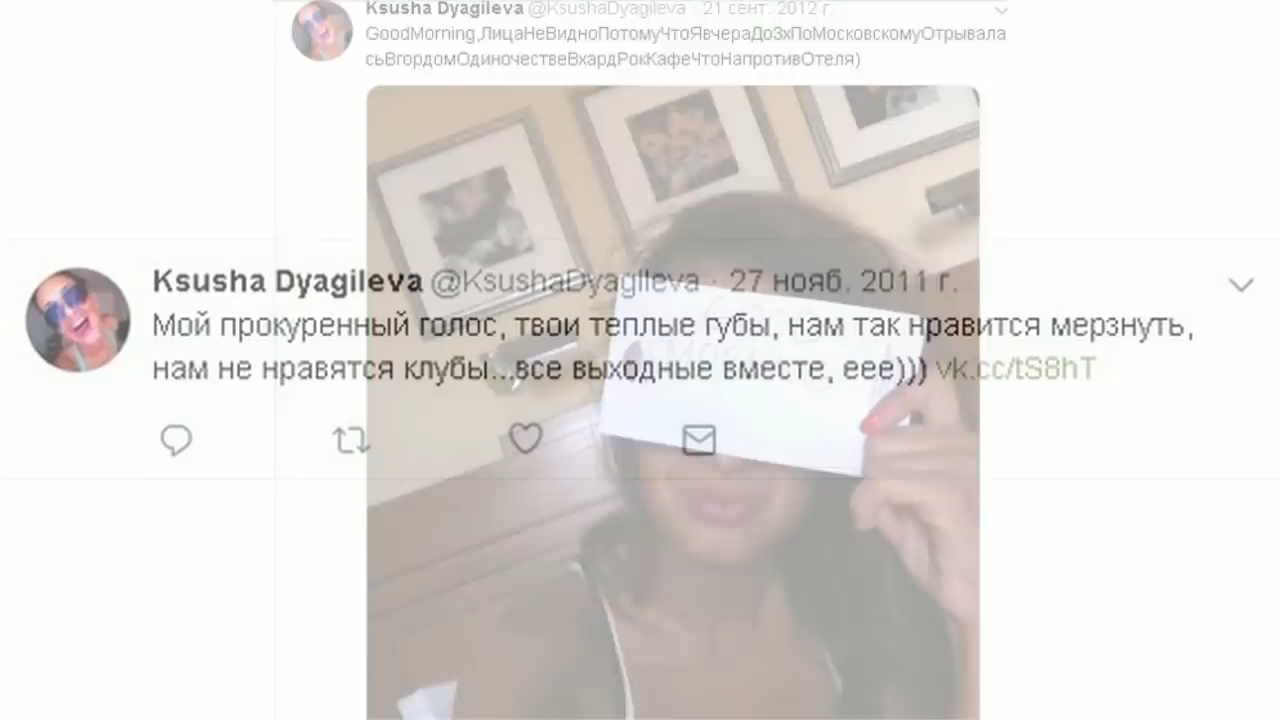 Ksusha Dyagileva @KsushaDyagileva · 21 сент. 2012 г.
GoodMorning,ЛицаНеВидноПотомуЧтоЯвчераДо3хПоМосковскомуОтрывала
сьВгордомОдиночествеВхардРокКафеЧтоНапротивОтеля)
Ksusha Dyagileva @KsushaDyagileva · 27 нояб. 2011 г.
Мой прокуренный голос, твои теплые губы, нам так нравится мерзнуть,
нам не нравятся клубы...все выходные вместе, еее))) vk.cc/tS8hT